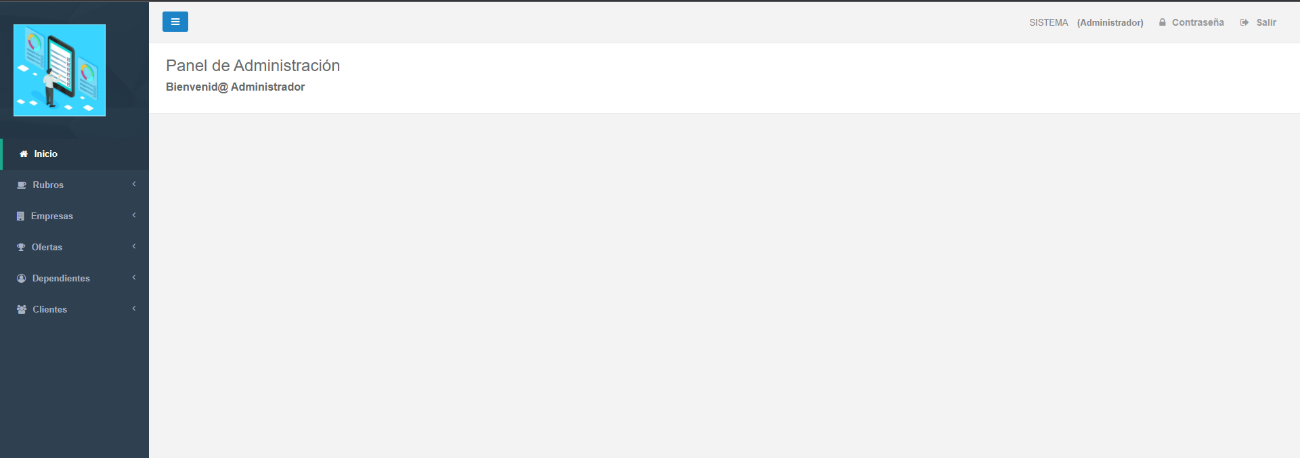 SISTEMA (Administrador) Contraseña Salir
Panel de Administración
Bienvenid@ Administrador
Inicio
Rubros
Empresas
Ofertas
Dependientes
Clientes